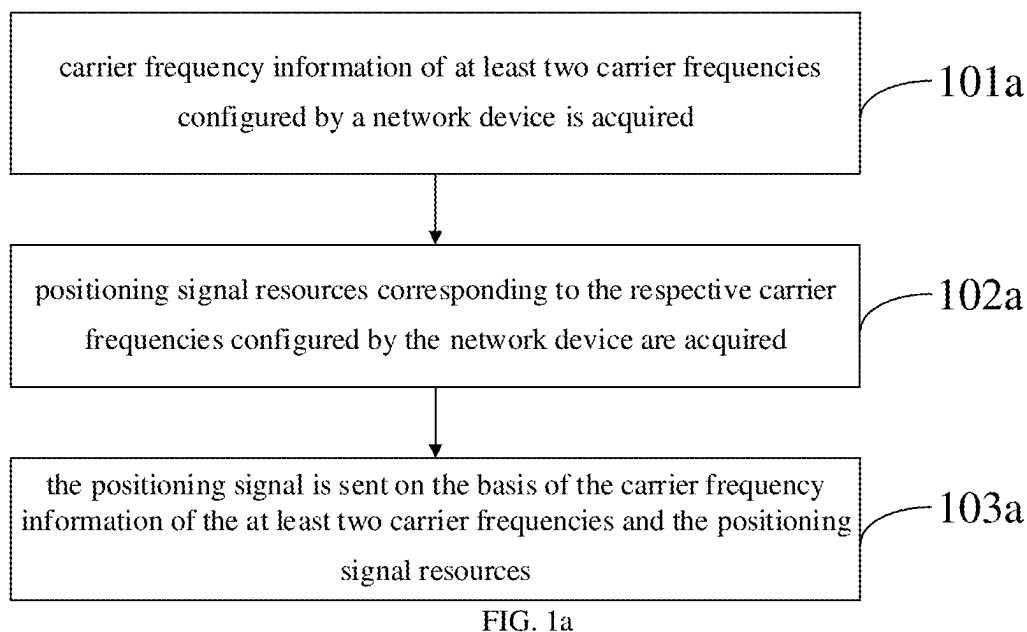 carrier frequency information of at least two carrier frequencies
configured by a network device is acquired
101a
positioning signal resources corresponding to the respective carrier
frequencies configured by the network device are acquired
102a
the positioning signal is sent on the basis of the carrier frequency
information of the at least two carrier frequencies and the positioning
signal resources
103a
FIG. 1a